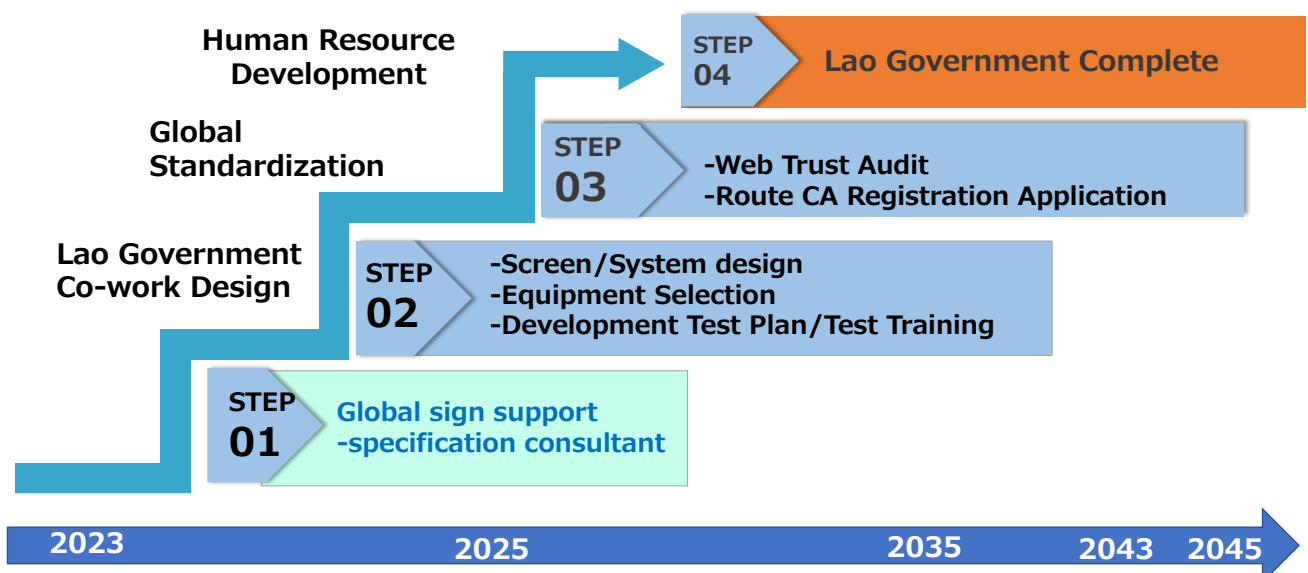 Human Resource
Development
STEP
04
Lao Government Complete
Global
Standardization
STEP
03
-Web Trust Audit
-Route CA Registration Application
Lao Government
Co-work Design
STEP
02
-Screen/System design
-Equipment Selection
-Development Test Plan/Test Training
STEP
01
Global sign support
-specification consultant
2023 2025 2035 2043 2045